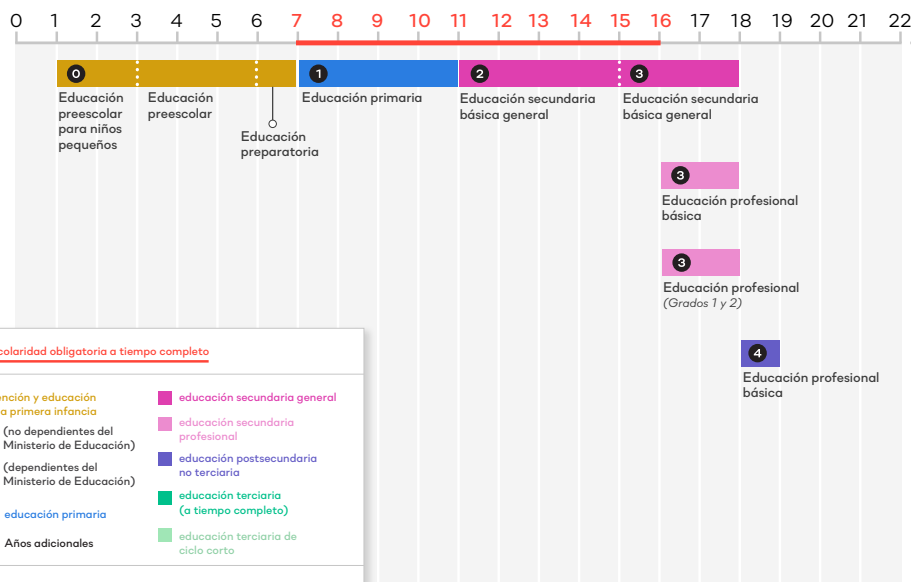 0 1 2 3 4 5 6 7 8 9 10 11 12 13 14 15 16 17 18 19 20 21 22
0 1 2 3
Educación
preescolar
para niños
pequeños
Educación
preescolar
Educación
preparatoria
Educación primaria
Educación secundaria
básica general
Educación secundaria
básica general
3
Educación profesional
básica
3
Educación profesional
(Grados 1 y 2)
4
Educación profesional
básica
colaridad obligatoria a tiempo completo
nción y educación
a primera infancia
(no dependientes del
Ministerio de Educación)
(dependientes del
Ministerio de Educación)
educación primaria
Años adicionales
educación secundaria general
educación secundaria
profesional
educación postsecundaria
no terciaria
educación terciaria
(a tiempo completo)
educación terciaria de
ciclo corto